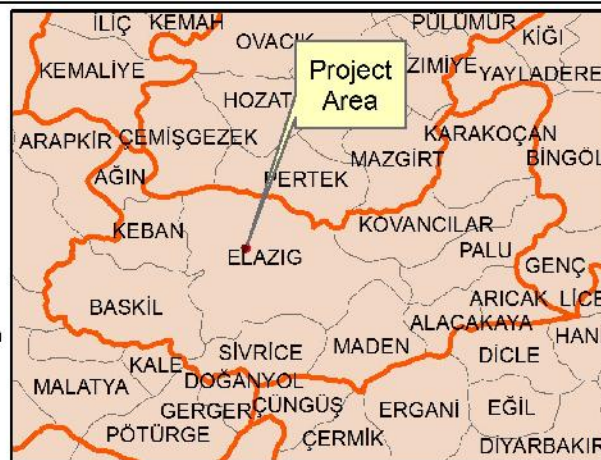 İLİÇ
KEMAH
PÜLÜMÜR
KİĞI
OVACIK
Project
Area
ZIMIYE
YAYLADERE
KEMALİYE
HOZAT
ARAPKİR
ÇEMİŞGEZEK
KARAKOÇAN
BİNGÖL
MAZGİRT
AĞIN
PERTEK
KEBAN
KOVANCILAR
ELAZIG
PALU
GENÇ
BASKİL
ARICAK
LİCE
ALACAKAYA
HANİ
SİVRİCE
MADEN
DİCLE
KALE
DOĞANYOL
MALATYA
GERGER
ÇÜNGÜŞ
ERGANİ
EĞİL
PÖTÜRGE
ÇERMİK
DİYARBAKIR